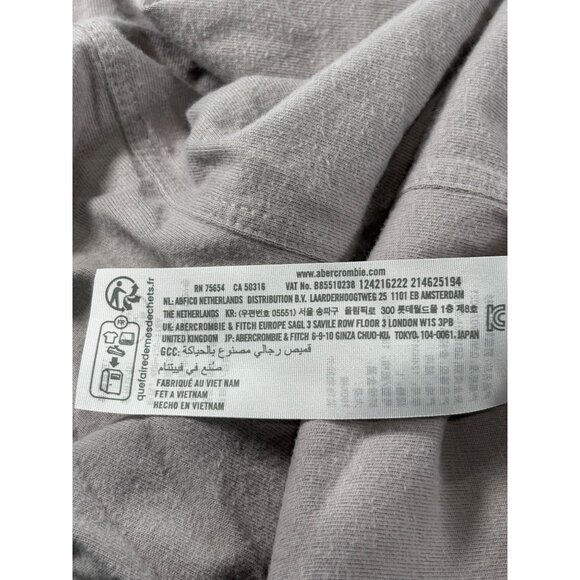 www.abercrombie.com
RN 75654 CA 50316 VAT No. B85510238 124216222 214625194
NL: ABFICO NETHERLANDS DISTRIBUTION B.V. LAARDERHOOGTWEG 25 1101 EB AMSTERDAM
THE NETHERLANDS KR: (우편번호 05551) 서울 송파구 올림픽로 300 롯데월드몰 1층 제8호
UK: ABERCROMBIE & FITCH EUROPE SAGL 3 SAVILE ROW FLOOR 3 LONDON W1S 3PB
UNITED KINGDOM JP: ABERCROMBIE & FITCH 6-9-10 GINZA CHUO-KU, TOKYO. 104-0061. JAPAN
GCC: قميص رجالي مصنوع بالحياكة
صُنع في فييتنام
FABRIQUÉ AU VIET NAM
FET A VIETNAM
HECHO EN VIETNAM
quefairedemesdechets.fr
FR